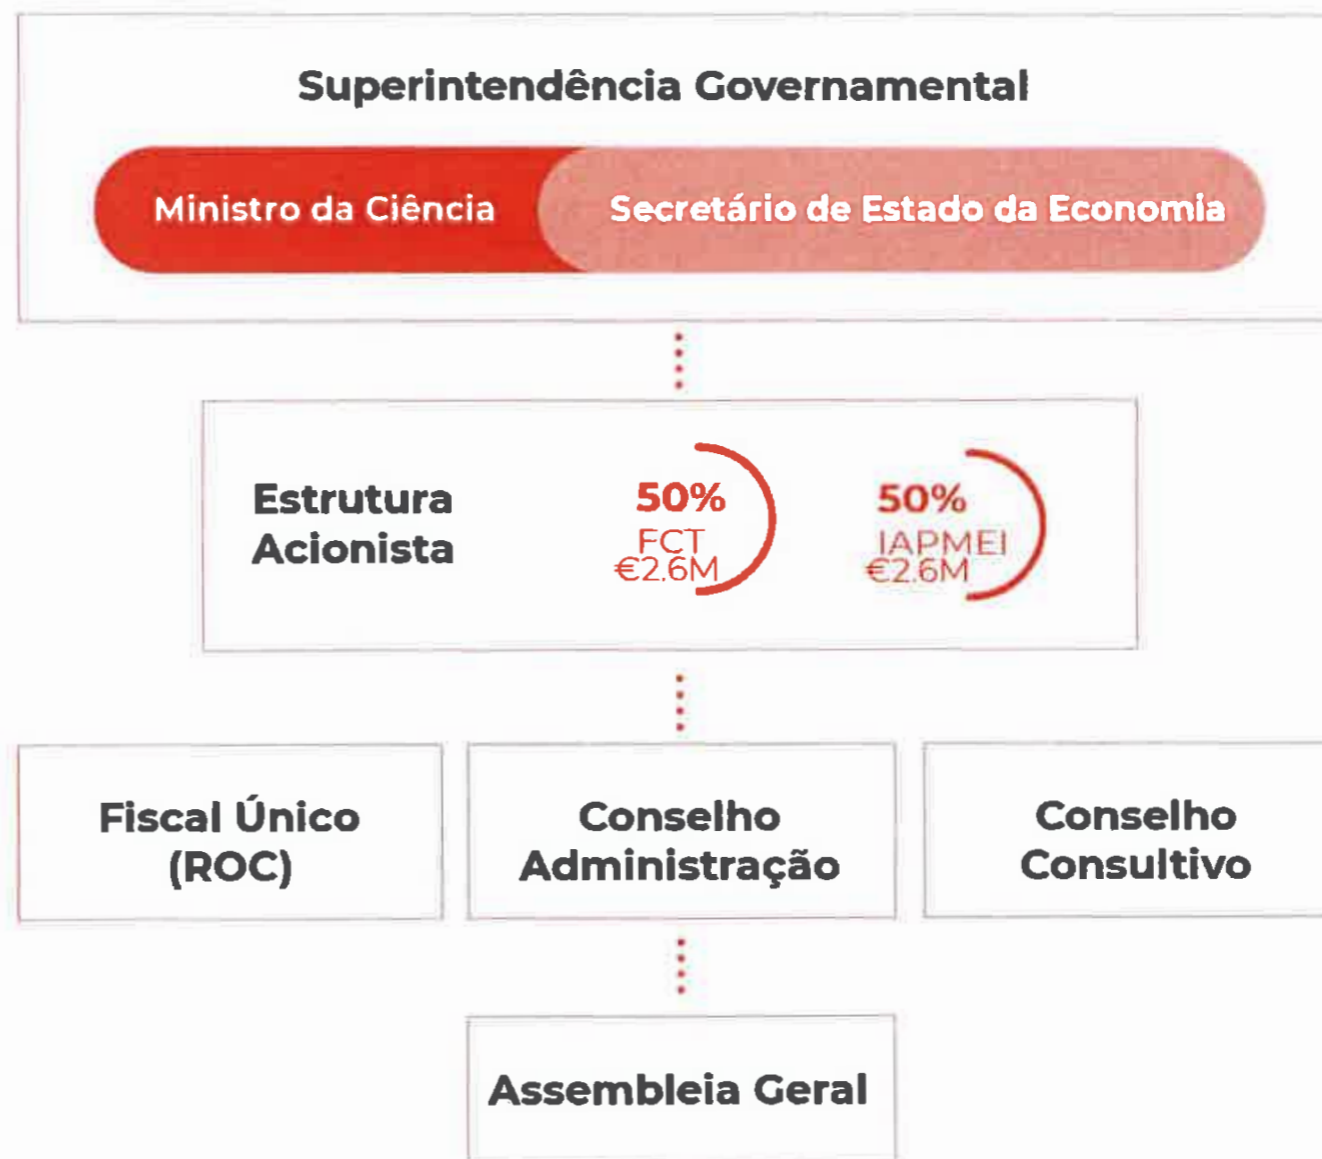 Superintendência Governamental
Ministro da Ciência
Secretário de Estado da Economia
Estrutura
Acionista
50%
FCT
€2.6M
50%
IAPMEI
€2.6M
Fiscal Único
(ROC)
Conselho
Administração
Conselho
Consultivo
Assembleia Geral